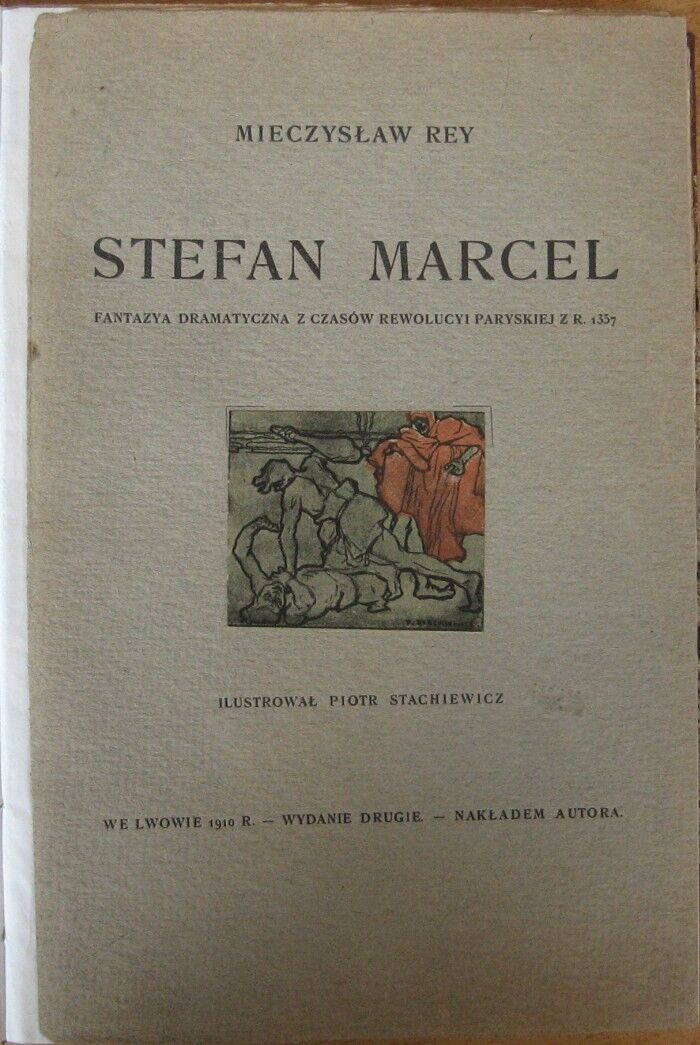 MIECZYSŁAW REY
STEFAN MARCEL
FANTAZYA DRAMATYCZNA Z CZASÓW REWOLUCYI PARYSKIEJ Z R. 1357
ILUSTROWAŁ PIOTR STACHIEWICZ
WE LWOWIE 1910 R. — WYDANIE DRUGIE. — NAKŁADEM AUTORA.